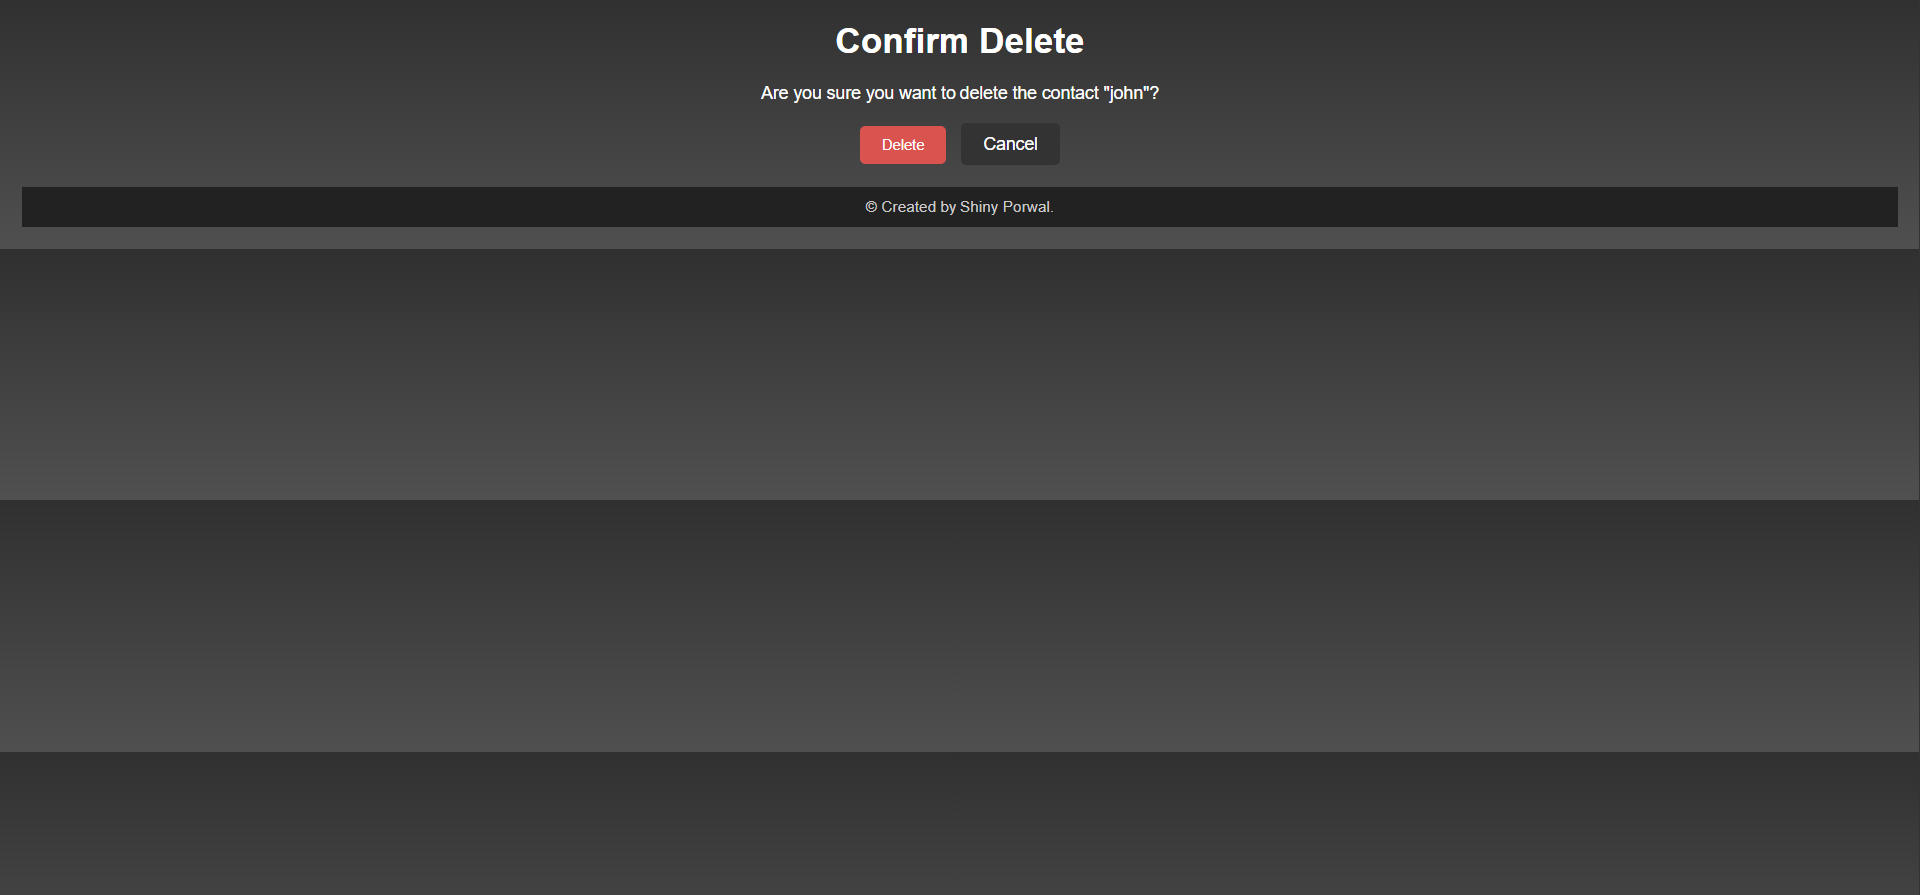 Confirm Delete
Are you sure you want to delete the contact "john"?
Delete Cancel
© Created by Shiny Porwal.